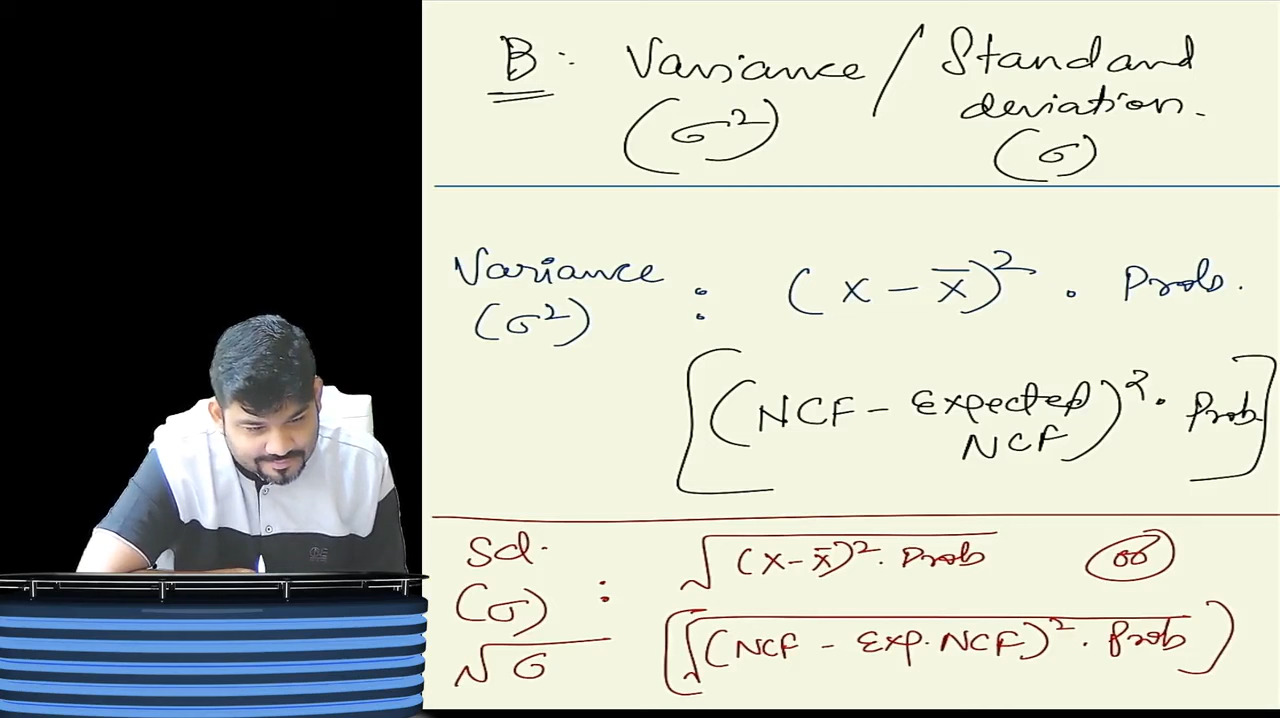 B: Variance / Standard deviation.
(σ²) (σ)
Variance (σ²) : (x - x̄)² . Prob.
[(NCF - Expected NCF)² . Prob]
Sd. (σ) : √(x-x̄)² . Prob or
√σ [√(NCF - Exp. NCF)² . Prob]